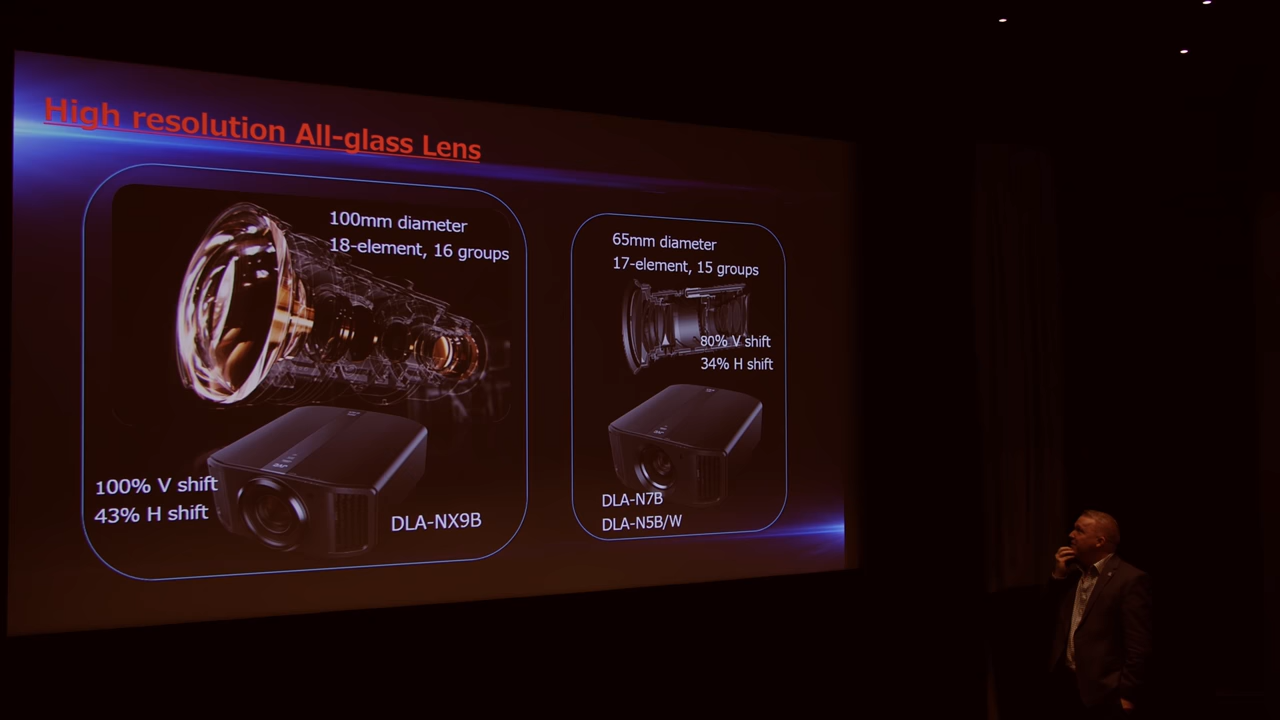 High resolution All-glass Lens
100mm diameter
18-element, 16 groups
100% V shift
43% H shift
DLA-NX9B
65mm diameter
17-element, 15 groups
80% V shift
34% H shift
DLA-N7B
DLA-N5B/W